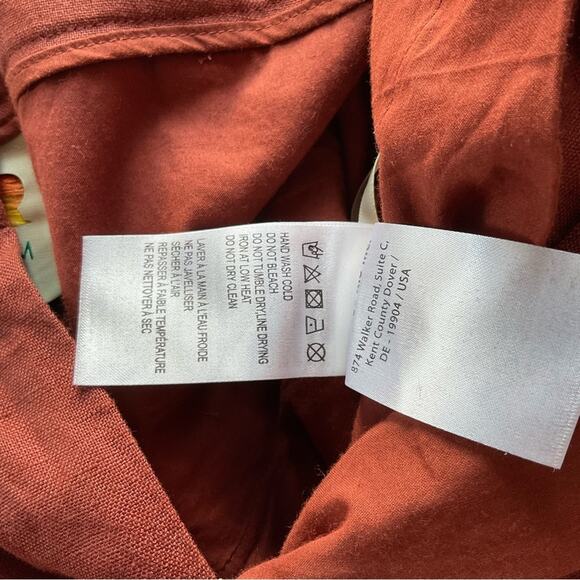 HAND WASH COLD
DO NOT BLEACH
DO NOT TUMBLE DRY,LINE DRYING
IRON AT LOW HEAT
DO NOT DRY CLEAN
LAVER À LA MAIN À L'EAU FROIDE
NE PAS JAVELLISER
SÉCHER À L'AIR
REPASSER À FAIBLE TEMPÉRATURE
NE PAS NETTOYER À SEC
874 Walker Road, Suite C,
Kent County Dover /
DE - 19904 / USA